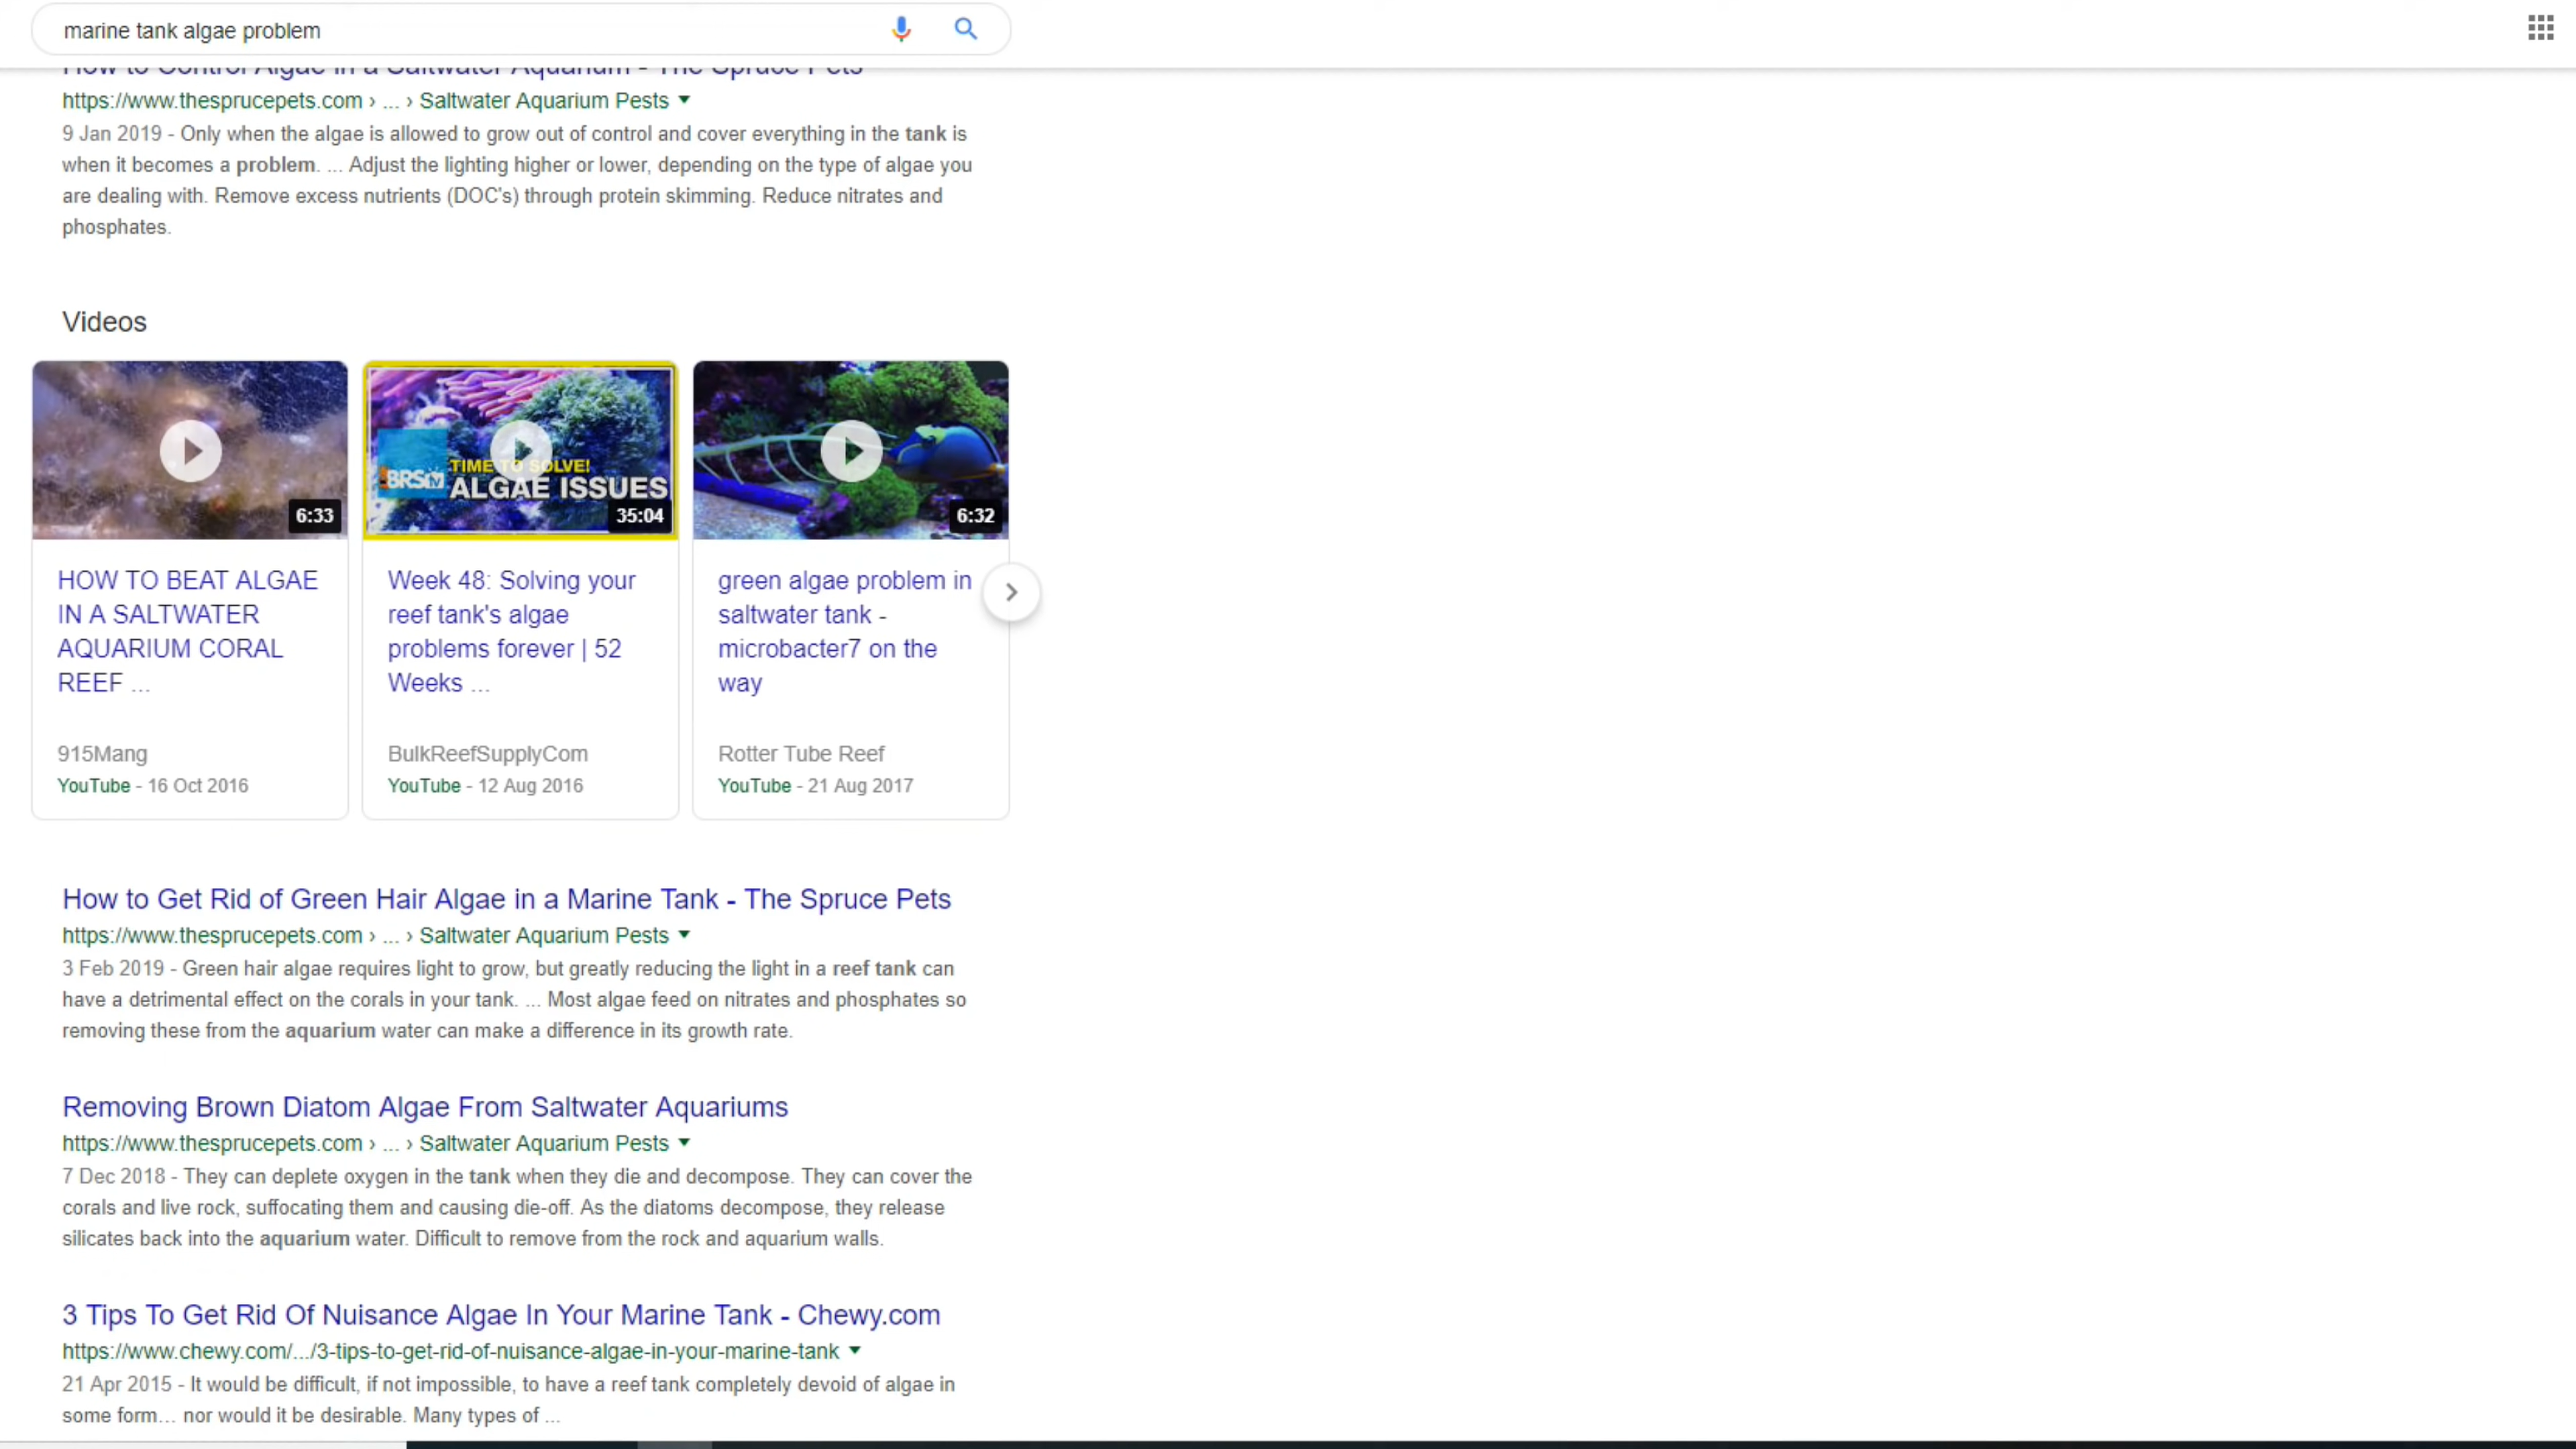 marine tank algae problem
How to Control Algae in a Saltwater Aquarium - The Spruce Pets
https://www.thesprucepets.com › ... › Saltwater Aquarium Pests
9 Jan 2019 - Only when the algae is allowed to grow out of control and cover everything in the tank is
when it becomes a problem. ... Adjust the lighting higher or lower, depending on the type of algae you
are dealing with. Remove excess nutrients (DOC's) through protein skimming. Reduce nitrates and
phosphates.
Videos
6:33
HOW TO BEAT ALGAE
IN A SALTWATER
AQUARIUM CORAL
REEF ...
915Mang
YouTube - 16 Oct 2016
BRStv
TIME TO SOLVE!
ALGAE ISSUES
35:04
Week 48: Solving your
reef tank's algae
problems forever | 52
Weeks ...
BulkReefSupplyCom
YouTube - 12 Aug 2016
6:32
green algae problem in
saltwater tank -
microbacter7 on the
way
Rotter Tube Reef
YouTube - 21 Aug 2017
How to Get Rid of Green Hair Algae in a Marine Tank - The Spruce Pets
https://www.thesprucepets.com › ... › Saltwater Aquarium Pests
3 Feb 2019 - Green hair algae requires light to grow, but greatly reducing the light in a reef tank can
have a detrimental effect on the corals in your tank. ... Most algae feed on nitrates and phosphates so
removing these from the aquarium water can make a difference in its growth rate.
Removing Brown Diatom Algae From Saltwater Aquariums
https://www.thesprucepets.com › ... › Saltwater Aquarium Pests
7 Dec 2018 - They can deplete oxygen in the tank when they die and decompose. They can cover the
corals and live rock, suffocating them and causing die-off. As the diatoms decompose, they release
silicates back into the aquarium water. Difficult to remove from the rock and aquarium walls.
3 Tips To Get Rid Of Nuisance Algae In Your Marine Tank - Chewy.com
https://www.chewy.com/.../3-tips-to-get-rid-of-nuisance-algae-in-your-marine-tank
21 Apr 2015 - It would be difficult, if not impossible, to have a reef tank completely devoid of algae in
some form... nor would it be desirable. Many types of ...